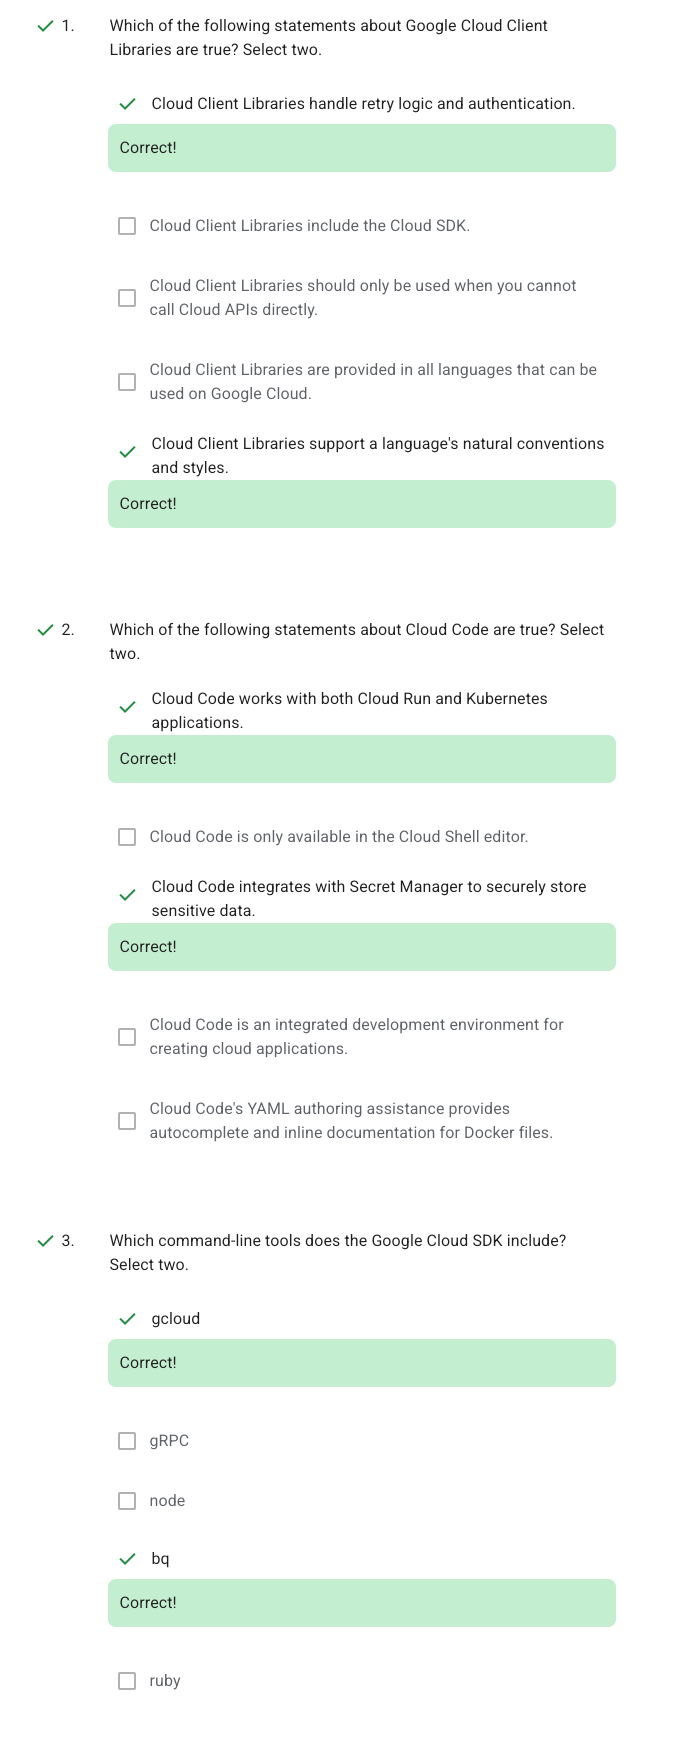 1. Which of the following statements about Google Cloud Client
Libraries are true? Select two.
Cloud Client Libraries handle retry logic and authentication.
Correct!
Cloud Client Libraries include the Cloud SDK.
Cloud Client Libraries should only be used when you cannot
call Cloud APIs directly.
Cloud Client Libraries are provided in all languages that can be
used on Google Cloud.
Cloud Client Libraries support a language's natural conventions
and styles.
Correct!
2. Which of the following statements about Cloud Code are true? Select
two.
Cloud Code works with both Cloud Run and Kubernetes
applications.
Correct!
Cloud Code is only available in the Cloud Shell editor.
Cloud Code integrates with Secret Manager to securely store
sensitive data.
Correct!
Cloud Code is an integrated development environment for
creating cloud applications.
Cloud Code's YAML authoring assistance provides
autocomplete and inline documentation for Docker files.
3. Which command-line tools does the Google Cloud SDK include?
Select two.
gcloud
Correct!
gRPC
node
bq
Correct!
ruby